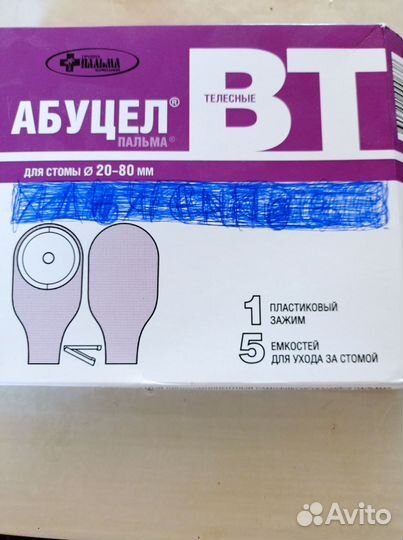 ПАЛЬМА
ТЕЛЕСНЫЕ
ВТ
АБУЦЕЛ®
ПАЛЬМА®
ДЛЯ СТОМЫ Ø 20-80 ММ
1 ПЛАСТИКОВЫЙ
ЗАЖИМ
5 ЕМКОСТЕЙ
ДЛЯ УХОДА ЗА СТОМОЙ
Avito